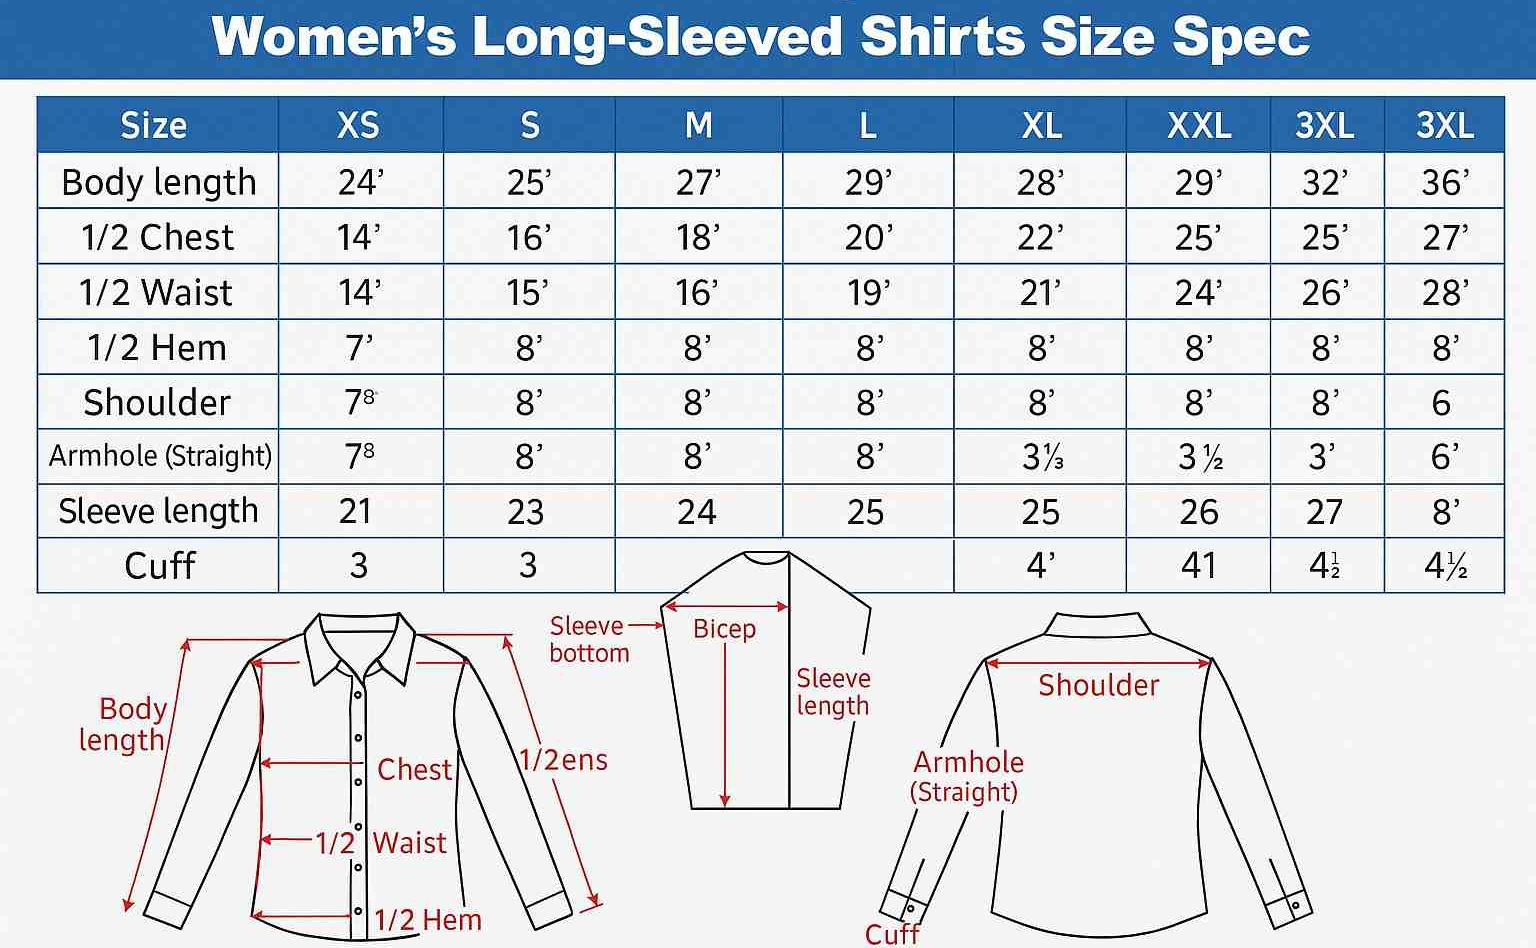 Women’s Long-Sleeved Shirts Size Spec
Size XS S M L XL XXL 3XL 3XL
Body length 24’ 25’ 27’ 29’ 28’ 29’ 32’ 36’
1/2 Chest 14’ 16’ 18’ 20’ 22’ 25’ 25’ 27’
1/2 Waist 14’ 15’ 16’ 19’ 21’ 24’ 26’ 28’
1/2 Hem 7’ 8’ 8’ 8’ 8’ 8’ 8’ 8’
Shoulder 7⁸ 8’ 8’ 8’ 8’ 8’ 8’ 6
Armhole (Straight) 7⁸ 8’ 8’ 8’ 3⅓ 3 ½ 3’ 6’
Sleeve length 21 23 24 25 25 26 27 8’
Cuff 3 3 4’ 41 4½ 4½
Body
length
Chest
1/2 Waist
1/2 Hem
1/2ens
Sleeve
bottom
Bicep
Sleeve
length
Shoulder
Armhole
(Straight)
Cuff